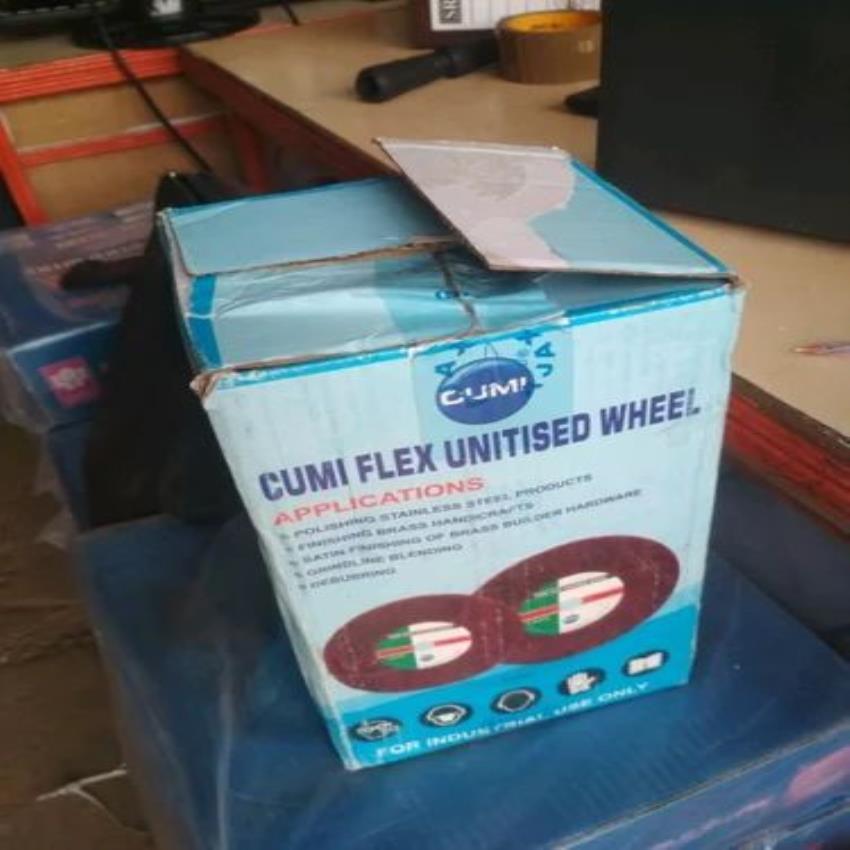 SR
CUMI
CUMI FLEX UNITISED WHEEL
APPLICATIONS
POLISHING STAINLESS STEEL PRODUCTS
FINISHING BRASS HANDICRAFTS
SATIN FINISHING OF BRASS BUILDER HARDWARE
GRINDLINE BLENDING
DEBURRING
FOR INDUSTRIAL USE ONLY